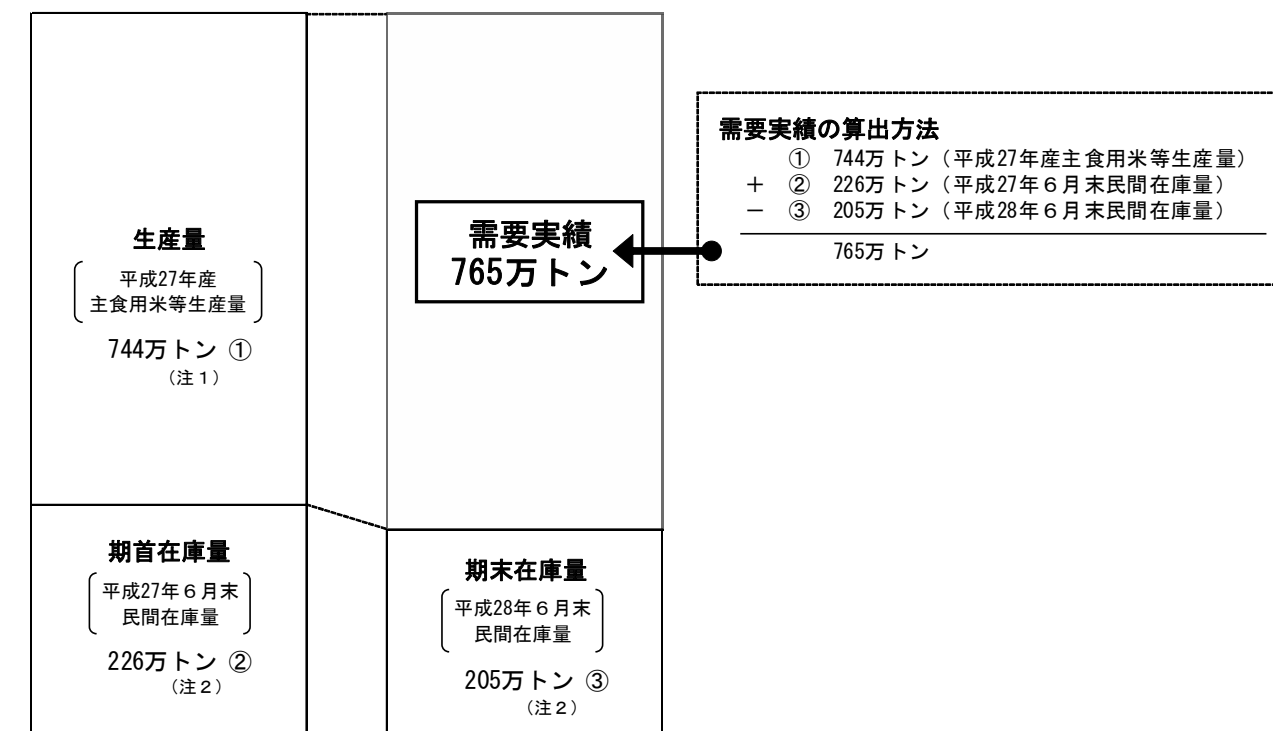 生産量
平成27年産
主食用米等生産量
744万トン ①
（注１）
期首在庫量
平成27年６月末
民間在庫量
226万トン ②
（注２）
需要実績
765万トン
期末在庫量
平成28年６月末
民間在庫量
205万トン ③
（注２）
需要実績の算出方法
① 744万トン（平成27年産主食用米等生産量）
＋ ② 226万トン（平成27年６月末民間在庫量）
－ ③ 205万トン（平成28年６月末民間在庫量）
765万トン